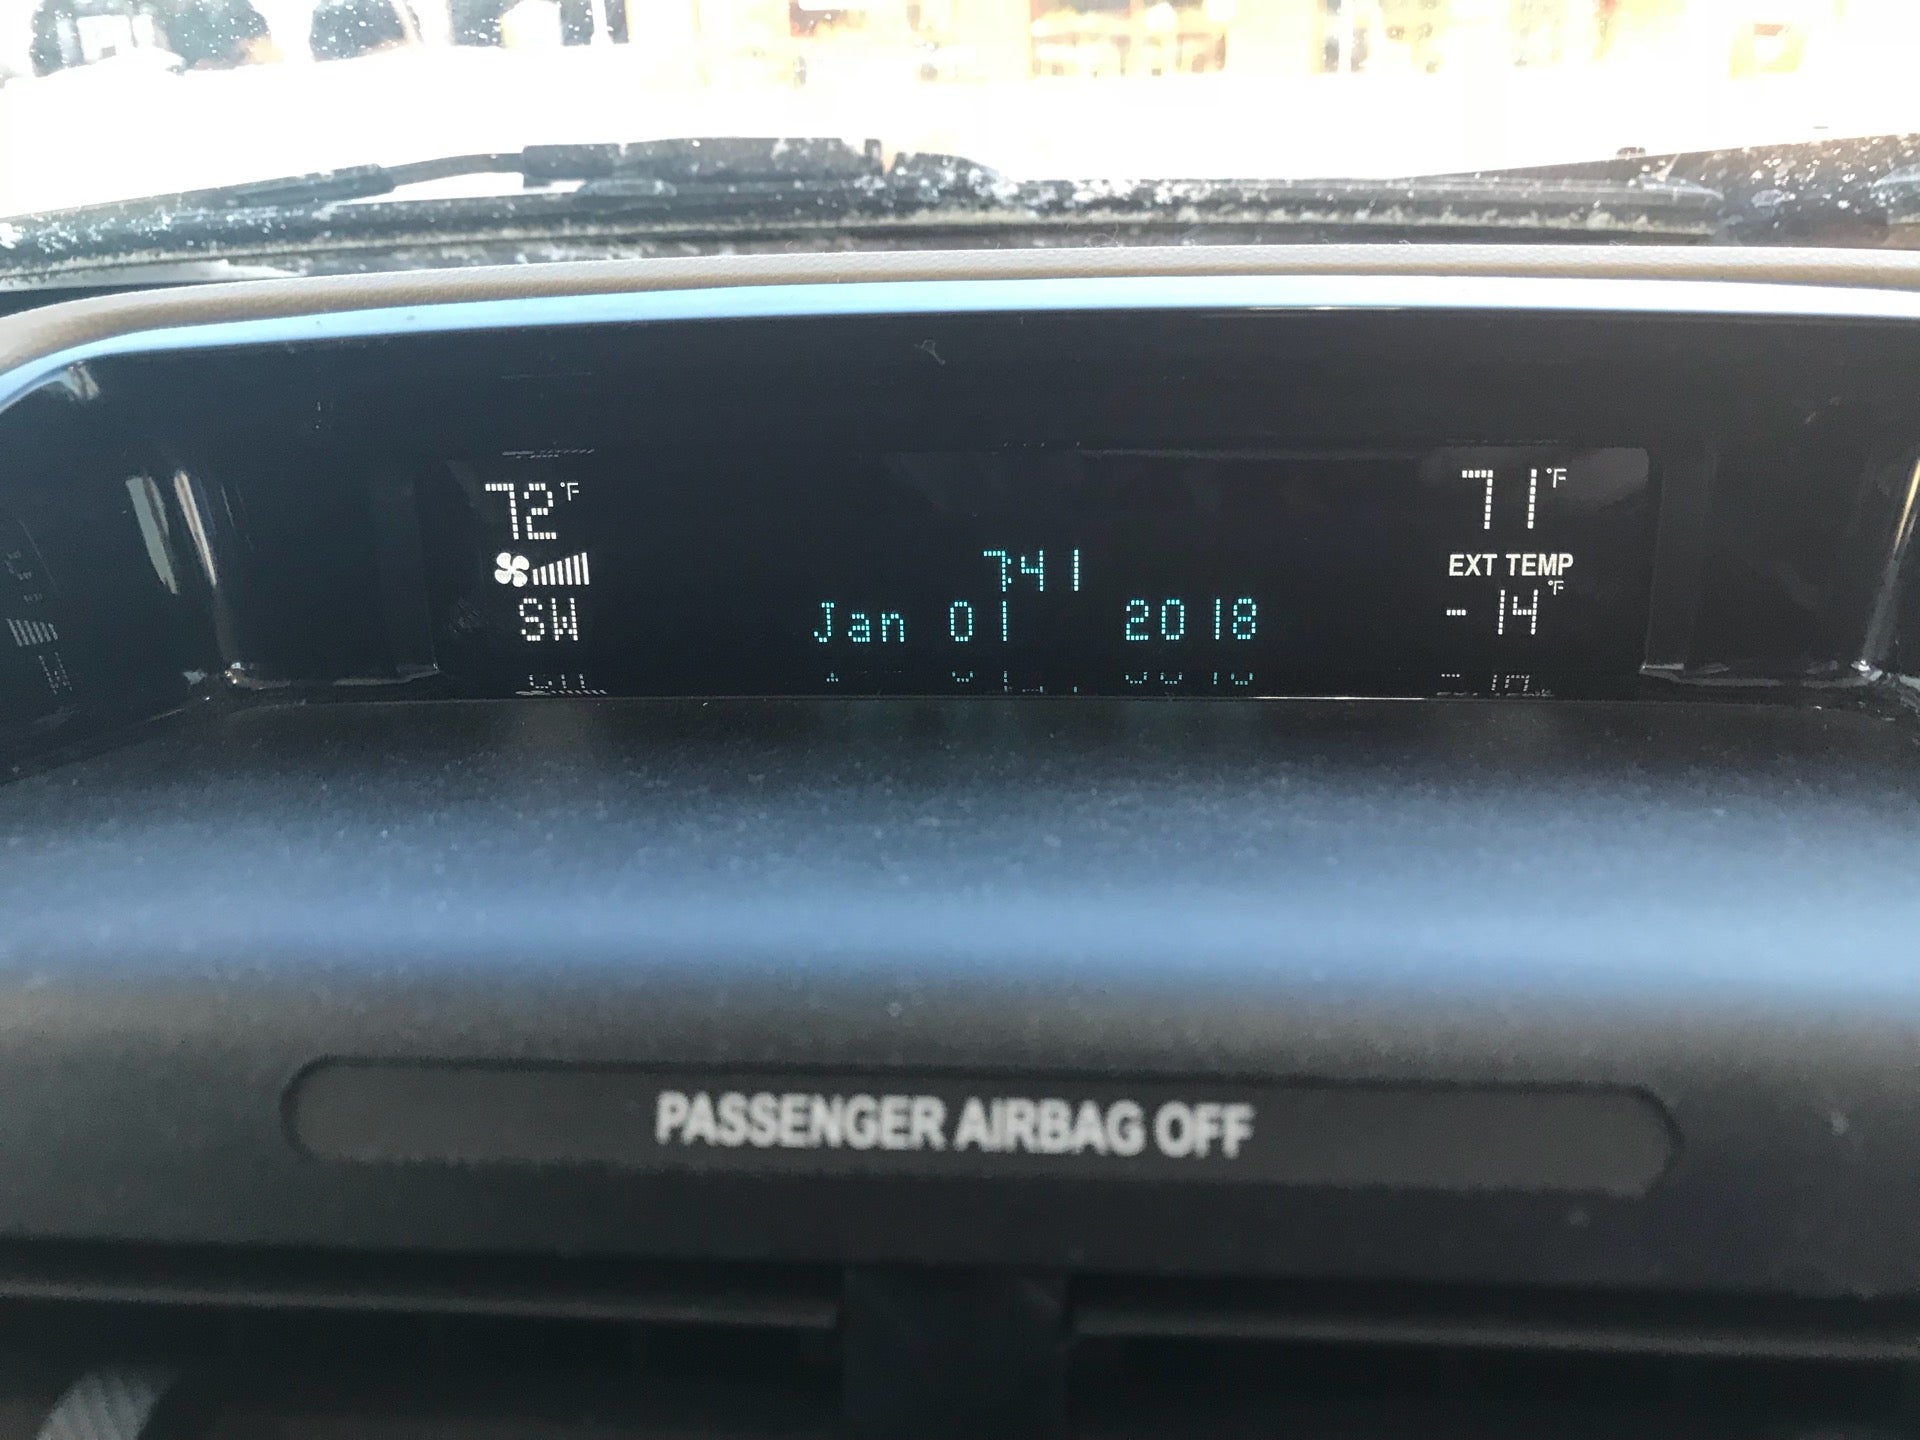 72°F
71°F
7:41
EXT TEMP
SW
Jan 01 2018
-14°F
PASSENGER AIRBAG OFF